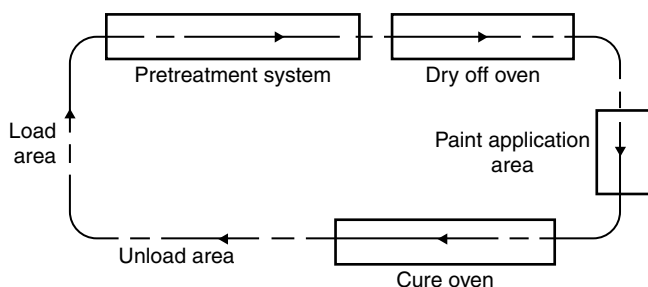 Pretreatment system
Dry off oven
Load
area
Paint application
area
Unload area
Cure oven